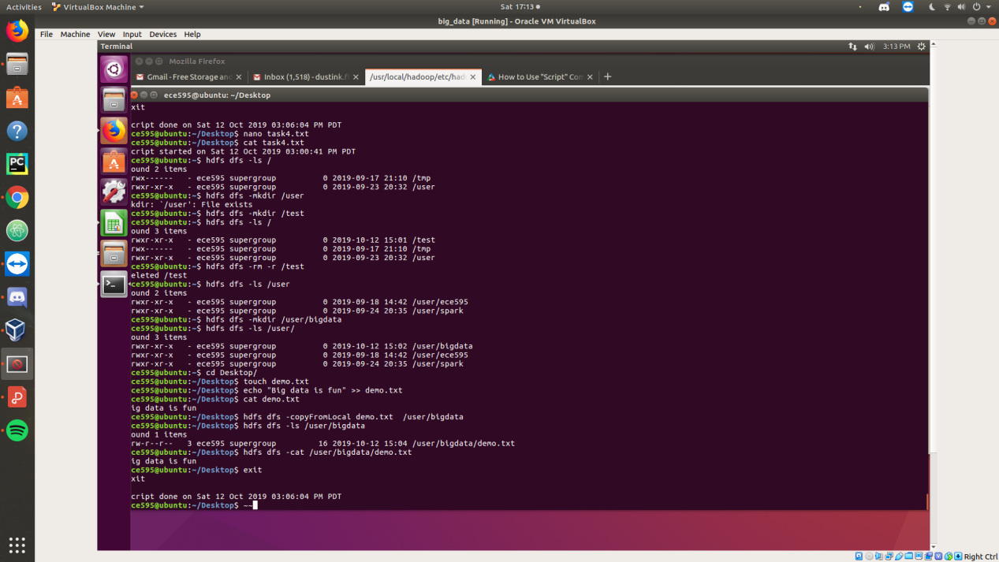 Activities VirtualBox Machine Sat 17:13
big_data [Running] - Oracle VM VirtualBox
File Machine View Input Devices Help
Terminal 3:13 PM
Mozilla Firefox
Gmail - Free Storage and Inbox (1,518) - dustink.f /usr/local/hadoop/etc/had How to Use "Script" Con
ece595@ubuntu: ~/Desktop
xit
cript done on Sat 12 Oct 2019 03:06:04 PM PDT
ce595@ubuntu:~/Desktop$ nano task4.txt
ce595@ubuntu:~/Desktop$ cat task4.txt
cript started on Sat 12 Oct 2019 03:00:41 PM PDT
ce595@ubuntu:~$ hdfs dfs -ls /
ound 2 items
rwx------ - ece595 supergroup 0 2019-09-17 21:10 /tmp
rwxr-xr-x - ece595 supergroup 0 2019-09-23 20:32 /user
ce595@ubuntu:~$ hdfs dfs -mkdir /user
kdir: `/user': File exists
ce595@ubuntu:~$ hdfs dfs -mkdir /test
ce595@ubuntu:~$ hdfs dfs -ls /
ound 3 items
rwxr-xr-x - ece595 supergroup 0 2019-10-12 15:01 /test
rwx------ - ece595 supergroup 0 2019-09-17 21:10 /tmp
rwxr-xr-x - ece595 supergroup 0 2019-09-23 20:32 /user
ce595@ubuntu:~$ hdfs dfs -rm -r /test
eleted /test
ce595@ubuntu:~$ hdfs dfs -ls /user
ound 2 items
rwxr-xr-x - ece595 supergroup 0 2019-09-18 14:42 /user/ece595
rwxr-xr-x - ece595 supergroup 0 2019-09-24 20:35 /user/spark
ce595@ubuntu:~$ hdfs dfs -mkdir /user/bigdata
ce595@ubuntu:~$ hdfs dfs -ls /user/
ound 3 items
rwxr-xr-x - ece595 supergroup 0 2019-10-12 15:02 /user/bigdata
rwxr-xr-x - ece595 supergroup 0 2019-09-18 14:42 /user/ece595
rwxr-xr-x - ece595 supergroup 0 2019-09-24 20:35 /user/spark
ce595@ubuntu:~$ cd Desktop/
ce595@ubuntu:~/Desktop$ touch demo.txt
ce595@ubuntu:~/Desktop$ echo "Big data is fun" >> demo.txt
ce595@ubuntu:~/Desktop$ cat demo.txt
ig data is fun
ce595@ubuntu:~/Desktop$ hdfs dfs -copyFromLocal demo.txt /user/bigdata
ce595@ubuntu:~/Desktop$ hdfs dfs -ls /user/bigdata
ound 1 items
rw-r--r-- 3 ece595 supergroup 16 2019-10-12 15:04 /user/bigdata/demo.txt
ce595@ubuntu:~/Desktop$ hdfs dfs -cat /user/bigdata/demo.txt
ig data is fun
ce595@ubuntu:~/Desktop$ exit
xit
cript done on Sat 12 Oct 2019 03:06:04 PM PDT
ce595@ubuntu:~/Desktop$ ~~
Right Ctrl